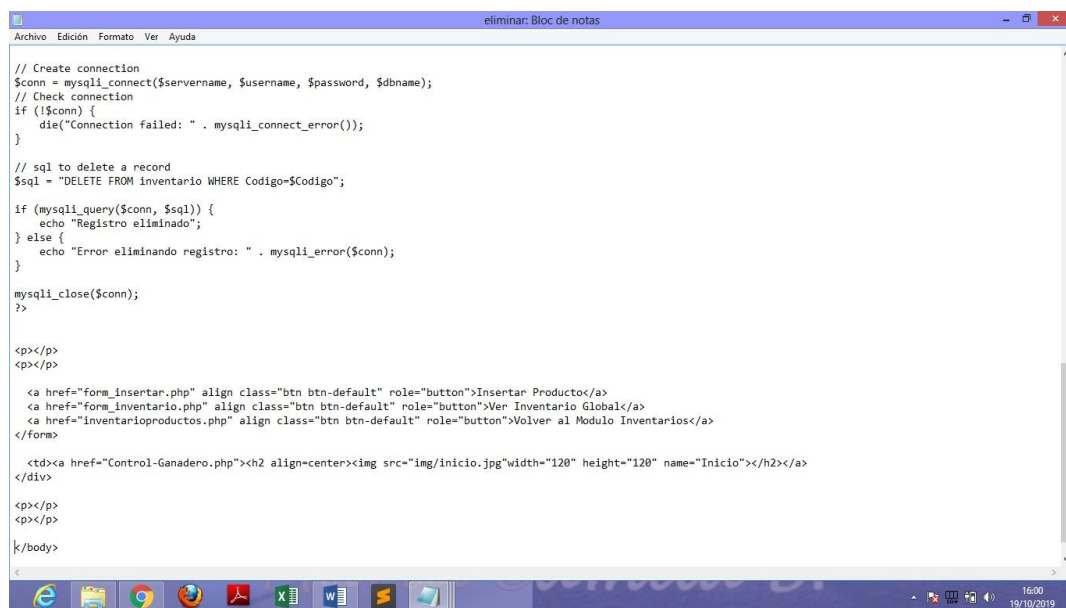 eliminar: Bloc de notas
Archivo Edición Formato Ver Ayuda
// Create connection
$conn = mysqli_connect($servername, $username, $password, $dbname);
// Check connection
if (!$conn) {
    die("Connection failed: " . mysqli_connect_error());
}
// sql to delete a record
$sql = "DELETE FROM inventario WHERE Codigo=$Codigo";
if (mysqli_query($conn, $sql)) {
    echo "Registro eliminado";
} else {
    echo "Error eliminando registro: " . mysqli_error($conn);
}
mysqli_close($conn);
?>
<p></p>
<p></p>
  <a href="form_insertar.php" align class="btn btn-default" role="button">Insertar Producto</a>
  <a href="form_inventario.php" align class="btn btn-default" role="button">Ver Inventario Global</a>
  <a href="inventarioproductos.php" align class="btn btn-default" role="button">Volver al Modulo Inventarios</a>
</form>
  <td><a href="Control-Ganadero.php"><h2 align=center><img src="img/inicio.jpg"width="120" height="120" name="Inicio"></h2></a>
</div>
<p></p>
<p></p>
</body>
16:00
19/10/2019